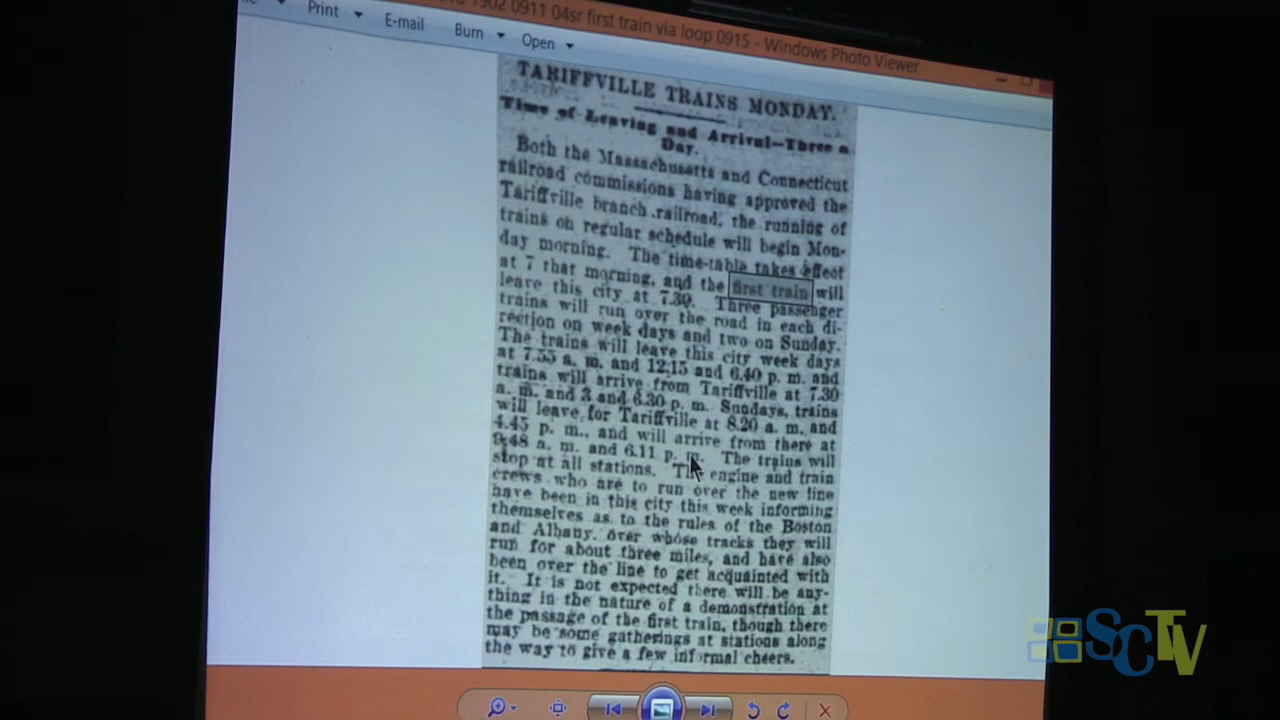 1902 0911 04sr first train via loop 0915 - Windows Photo Viewer
Print E-mail Burn Open
TARIFFVILLE TRAINS MONDAY.
Time of Leaving and Arrival—Three a
Day.
Both the Massachusetts and Connecticut
railroad commissions having approved the
Tariffville branch railroad, the running of
trains on regular schedule will begin Mon-
day morning. The time-table takes effect
at 7 that morning, and the first train will
leave this city at 7.30. Three passenger
trains will run over the road in each di-
rection on week days and two on Sunday.
The trains will leave this city week days
at 7.55 a. m. and 12.15 and 6.40 p. m. and
trains will arrive from Tariffville at 7.30
a. m. and 3 and 6.30 p. m. Sundays, trains
will leave for Tariffville at 8.20 a. m. and
4.45 p. m., and will arrive from there at
9.48 a. m. and 6.11 p. m. The trains will
stop at all stations. The engine and train
crews who are to run over the new line
have been in this city this week informing
themselves as to the rules of the Boston
and Albany, over whose tracks they will
run for about three miles, and have also
been over the line to get acquainted with
it. It is not expected there will be any-
thing in the nature of a demonstration at
the passage of the first train, though there
may be some gatherings at stations along
the way to give a few informal cheers.
SCTV